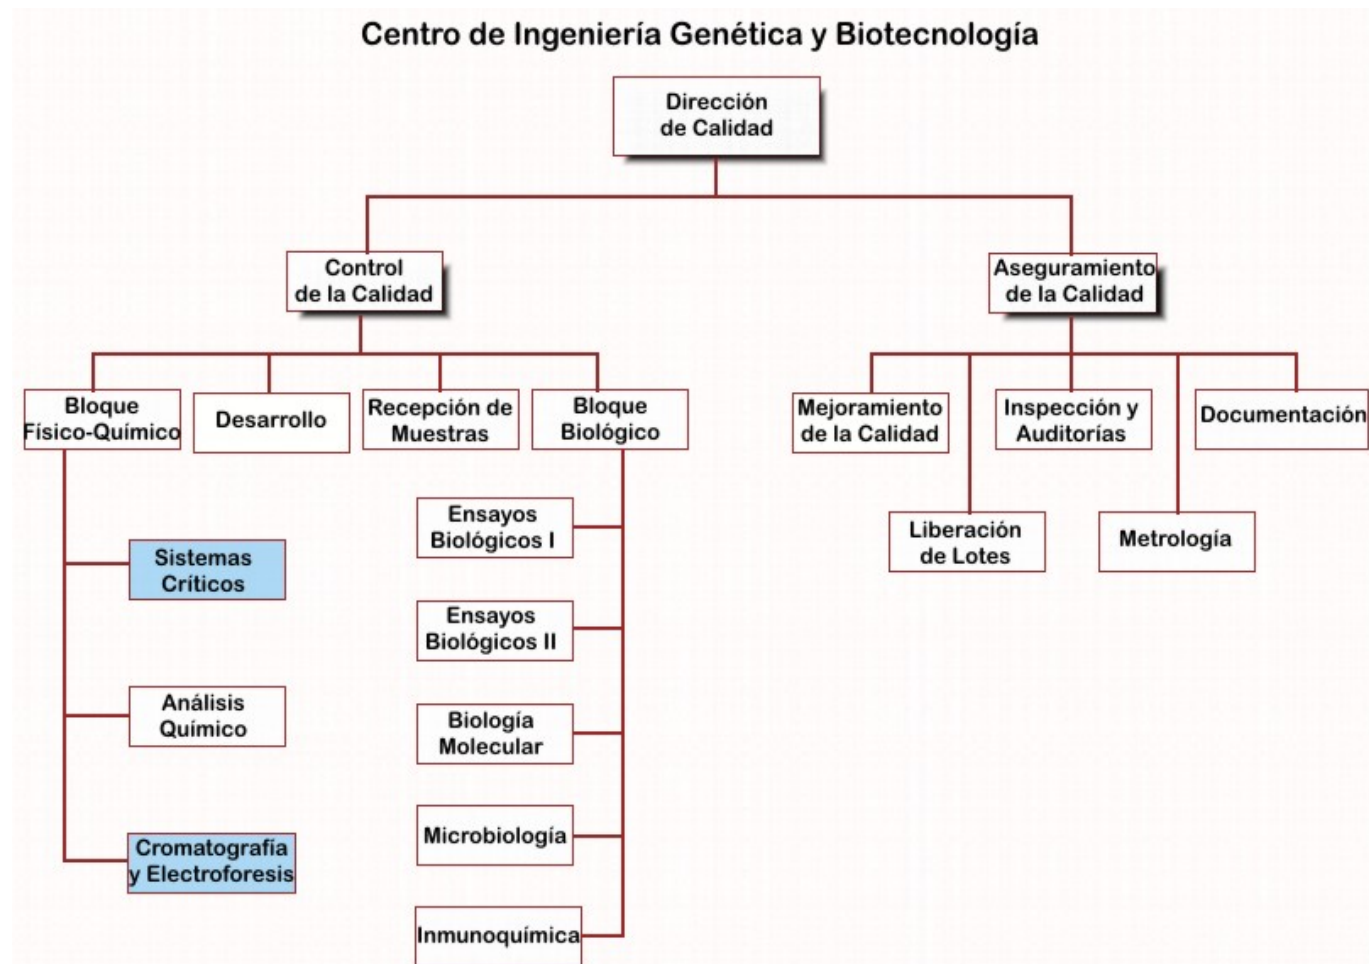 Centro de Ingeniería Genética y Biotecnología
Dirección
de Calidad
Control
de la Calidad
Aseguramiento
de la Calidad
Bloque
Físico-Químico
Desarrollo
Recepción de
Muestras
Bloque
Biológico
Mejoramiento
de la Calidad
Inspección y
Auditorías
Documentación
Liberación
de Lotes
Metrología
Sistemas
Críticos
Análisis
Químico
Cromatografía
y Electroforesis
Ensayos
Biológicos I
Ensayos
Biológicos II
Biología
Molecular
Microbiología
Inmunoquímica